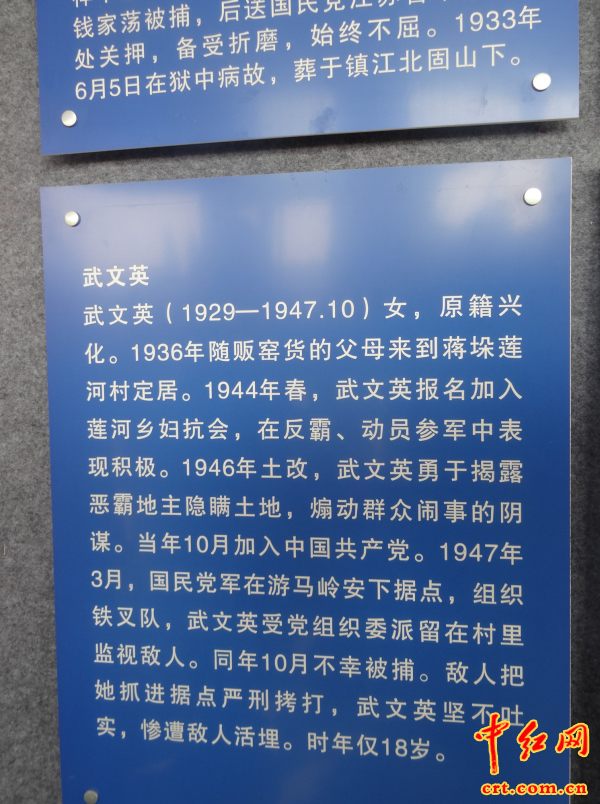 钱家荡被捕，后送国民党江苏省
处关押，备受折磨，始终不屈。1933年
6月5日在狱中病故，葬于镇江北固山下。
武文英
武文英（1929—1947.10）女，原籍兴
化。1936年随贩窑货的父母来到蒋垛莲
河村定居。1944年春，武文英报名加入
莲河乡妇抗会，在反霸、动员参军中表
现积极。1946年土改，武文英勇于揭露
恶霸地主隐瞒土地，煽动群众闹事的阴
谋。当年10月加入中国共产党。1947年
3月，国民党军在游马岭安下据点，组织
铁叉队，武文英受党组织委派留在村里
监视敌人。同年10月不幸被捕。敌人把
她抓进据点严刑拷打，武文英坚不吐
实，惨遭敌人活埋。时年仅18岁。
中红网
crt.com.cn